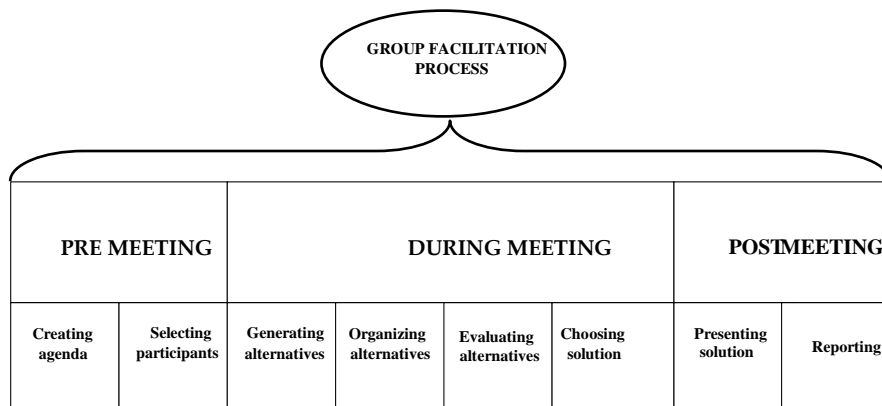 GROUP FACILITATION
PROCESS
PRE MEETING
DURING MEETING
POSTMEETING
Creating
agenda
Selecting
participants
Generating
alternatives
Organizing
alternatives
Evaluating
alternatives
Choosing
solution
Presenting
solution
Reporting